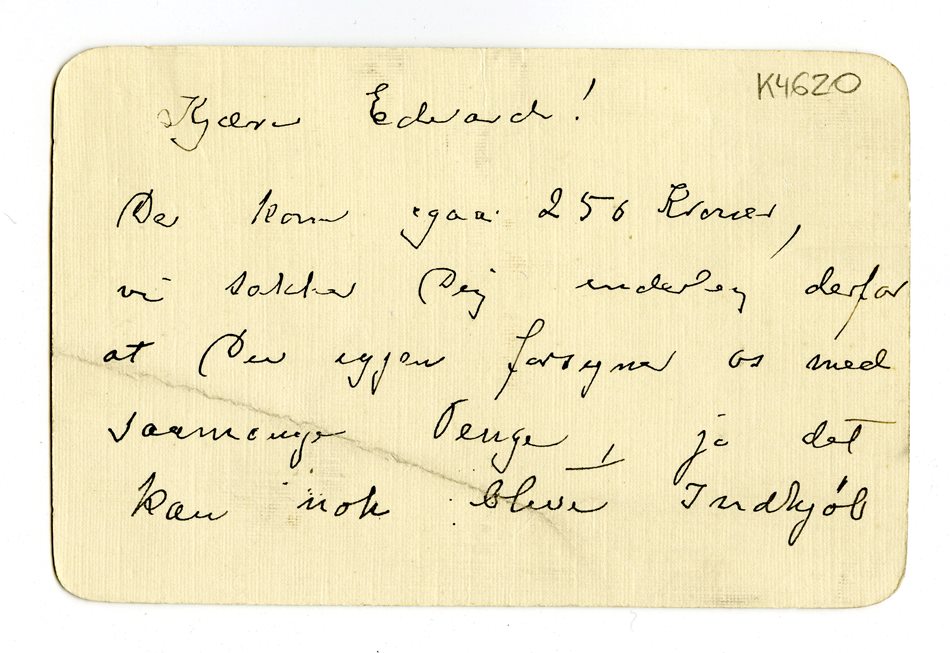 K4620
Kjære Edvard!
Der kom igaar 250 Kroner,
vi takker Dig inderlig derfor
at Du igjen forsyner os med
saamange Penge, ja det
kan nok blive Indkjøb